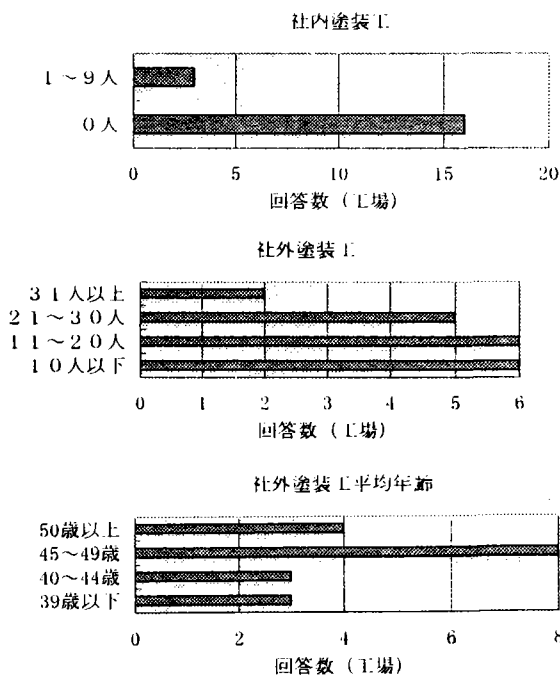 社内塗装工
1～9人
0人
0 5 10 15 20
回答数（工場）
社外塗装工
31人以上
21～30人
11～20人
10人以下
0 1 2 3 4 5 6
回答数（工場）
社外塗装工平均年齢
50歳以上
45～49歳
40～44歳
39歳以下
0 2 4 6 8
回答数（工場）